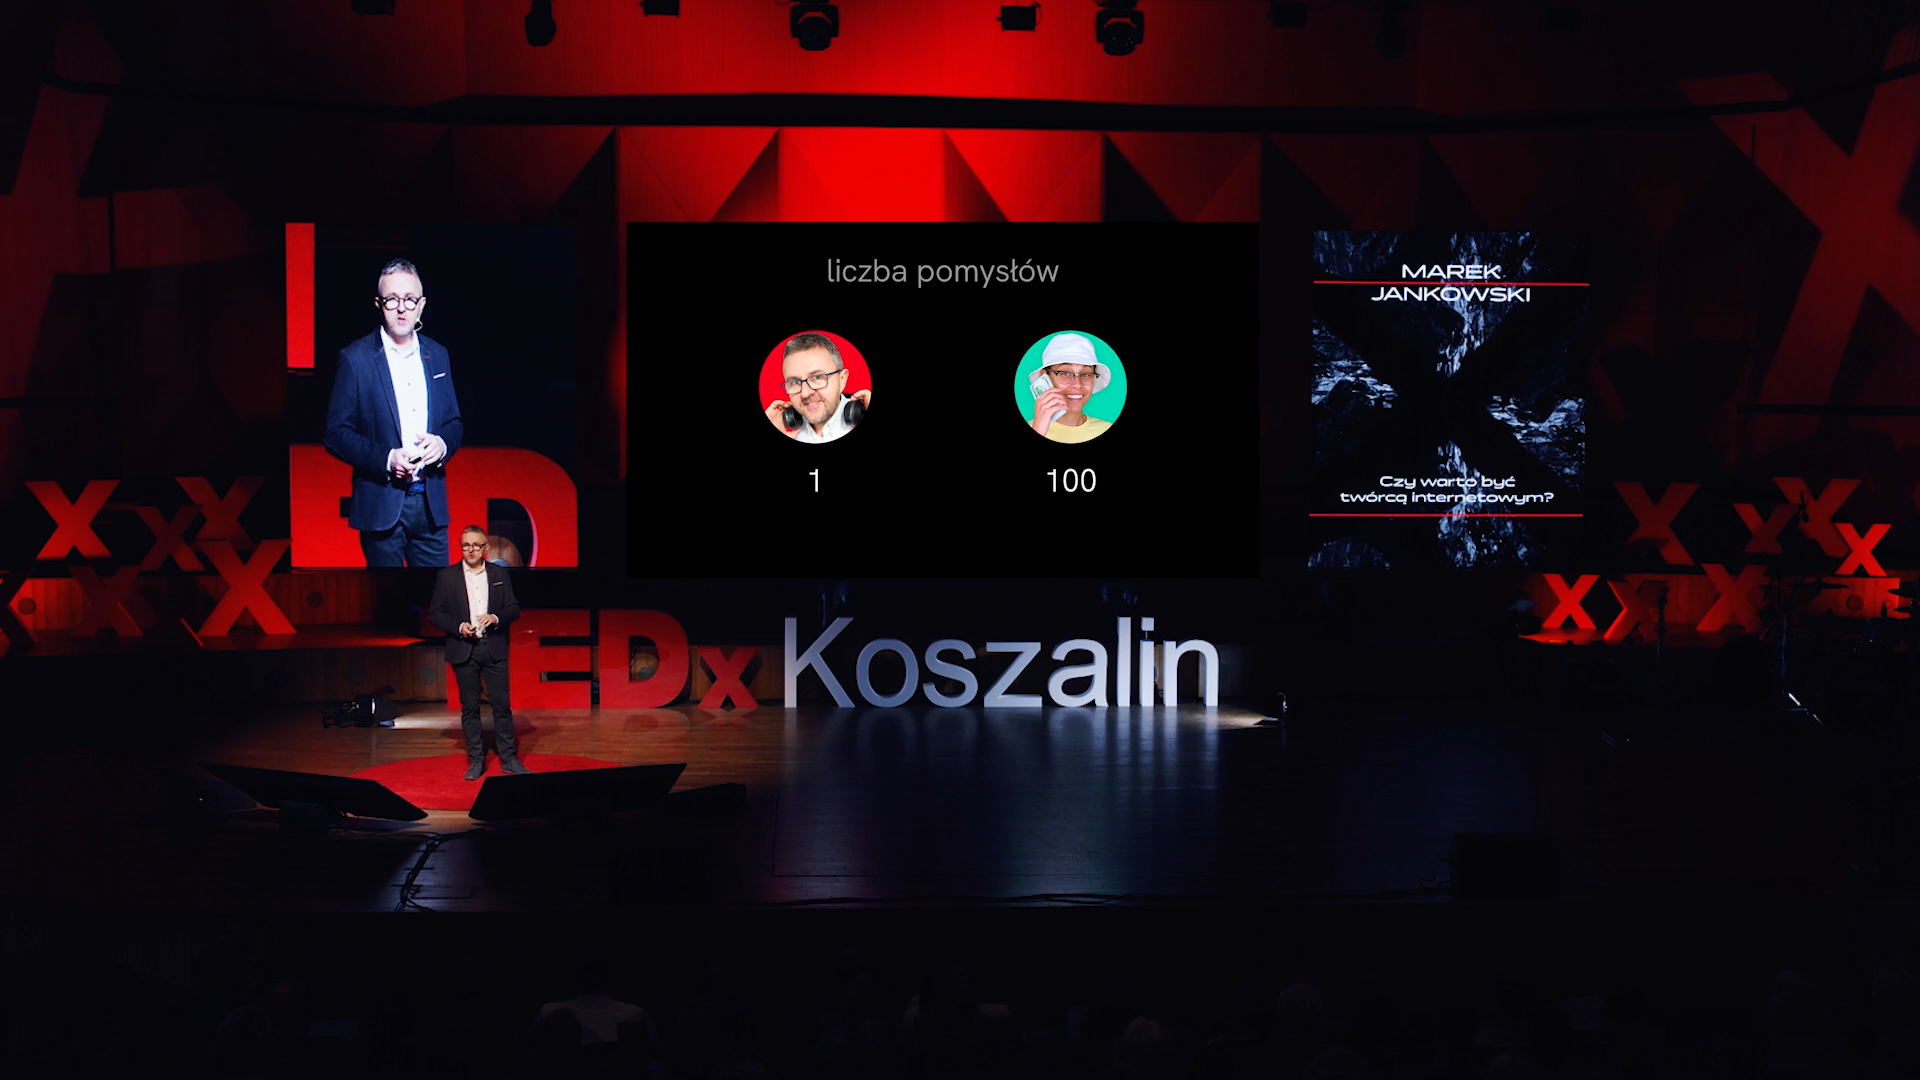 liczba pomysłów
1
100
MAREK
JANKOWSKI
Czy warto być
twórcą internetowym?
TEDx Koszalin